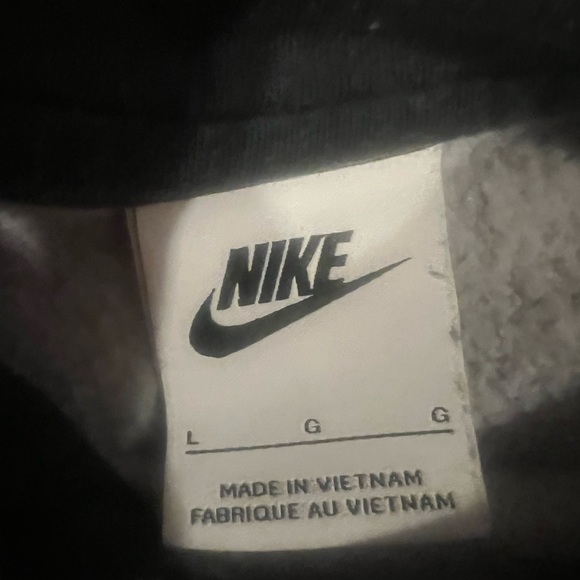 NIKE
L G G
MADE IN VIETNAM
FABRIQUE AU VIETNAM